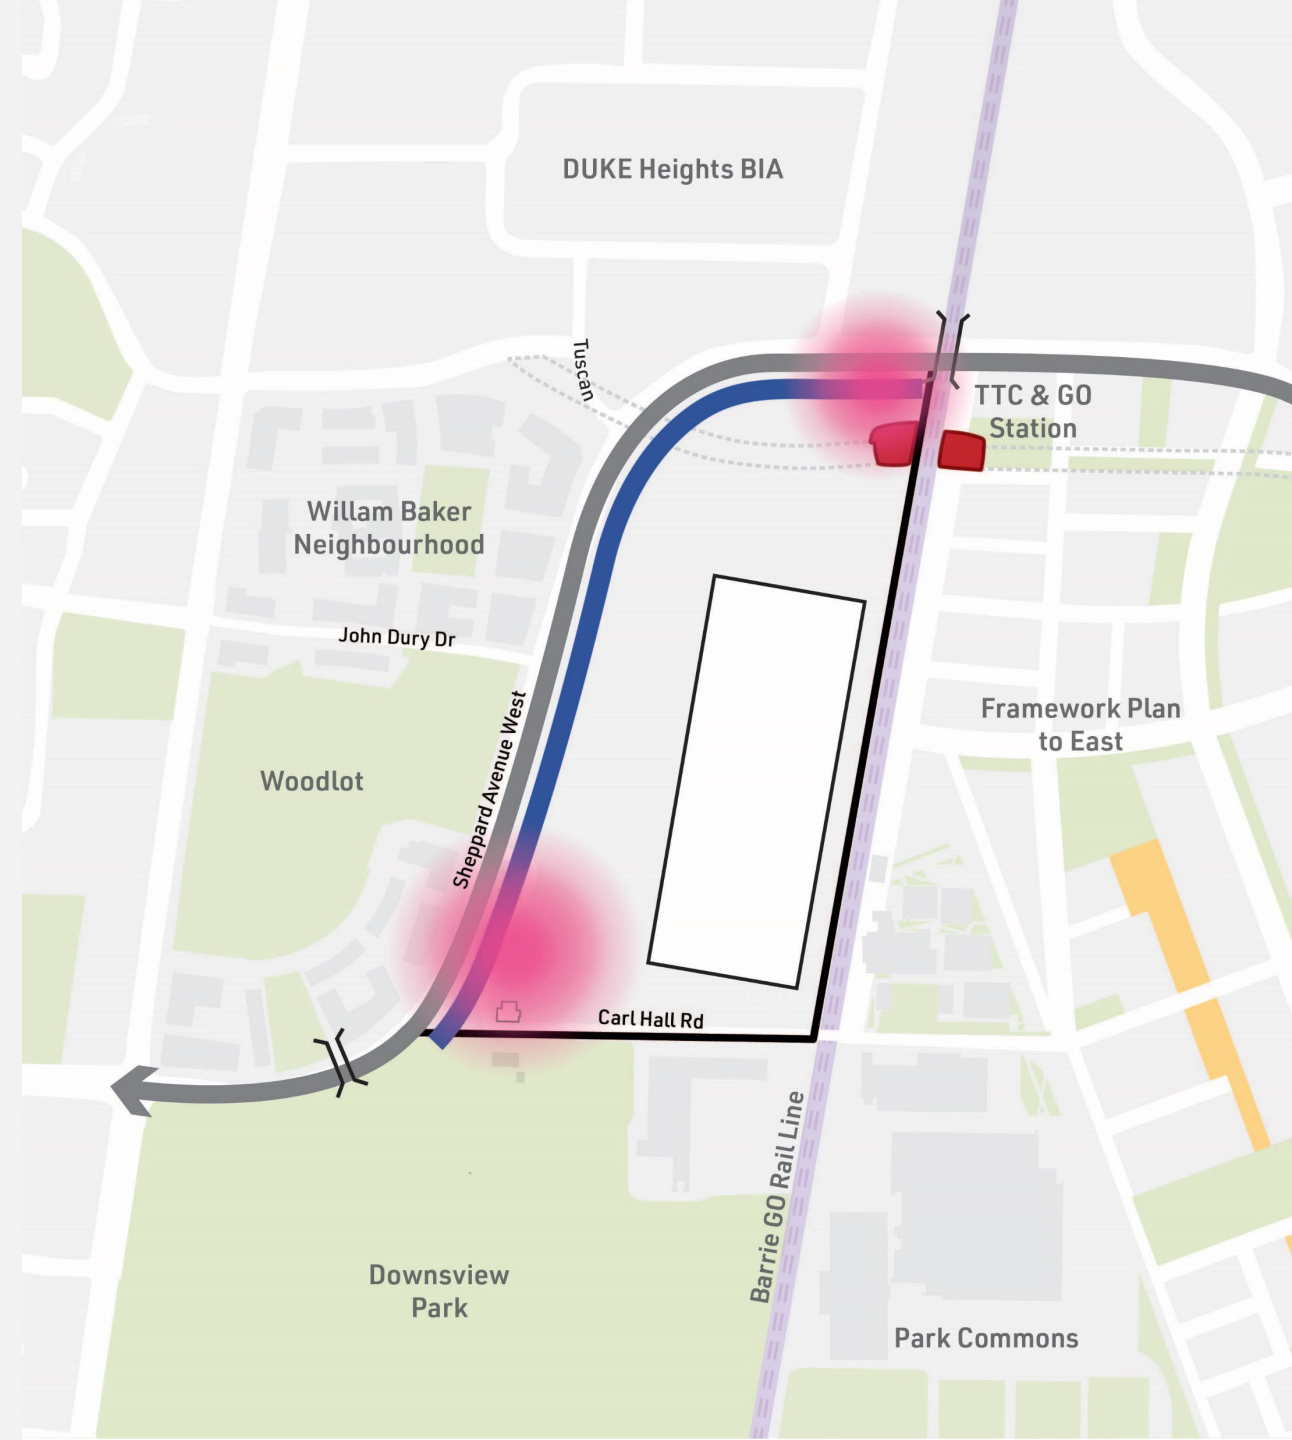 DUKE Heights BIA
Tuscan
TTC & GO
Station
Willam Baker
Neighbourhood
John Dury Dr
Sheppard Avenue West
Framework Plan
to East
Woodlot
Carl Hall Rd
Barrie GO Rail Line
Downsview
Park
Park Commons